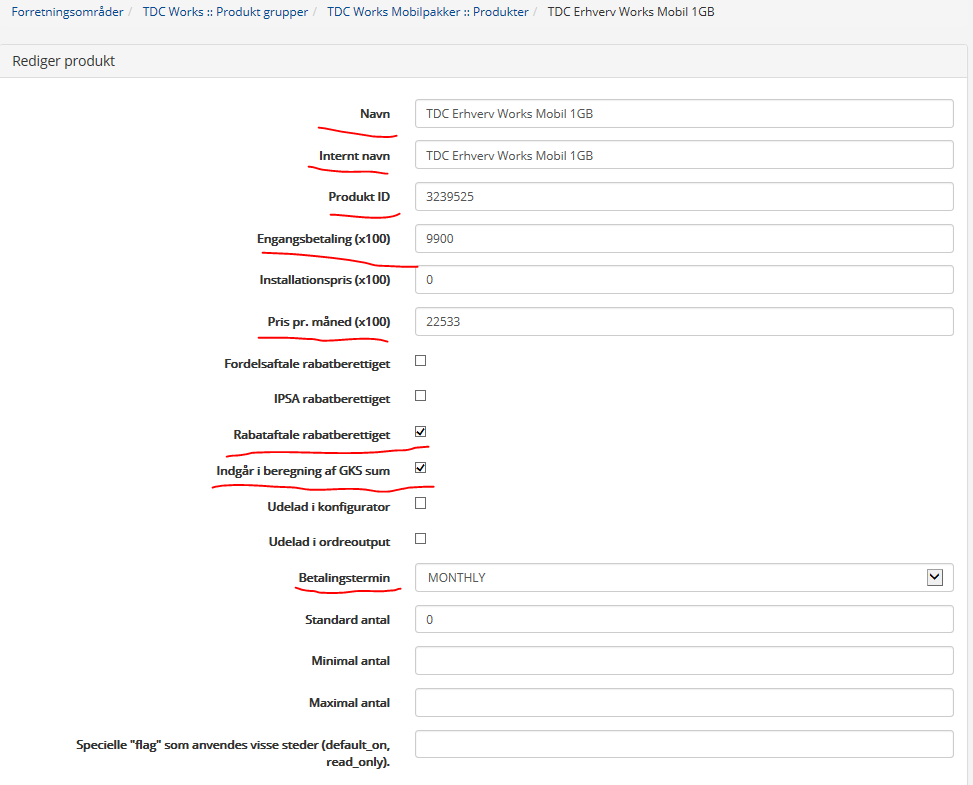 Forretningsområder / TDC Works :: Produkt grupper / TDC Works Mobilpakker :: Produkter / TDC Erhverv Works Mobil 1GB
Rediger produkt
Navn TDC Erhverv Works Mobil 1GB
Internt navn TDC Erhverv Works Mobil 1GB
Produkt ID 3239525
Engangsbetaling (x100) 9900
Installationspris (x100) 0
Pris pr. måned (x100) 22533
Fordelsaftale rabatberettiget
IPSA rabatberettiget
Rabataftale rabatberettiget
Indgår i beregning af GKS sum
Udelad i konfigurator
Udelad i ordreoutput
Betalingstermin MONTHLY
Standard antal 0
Minimal antal
Maximal antal
Specielle "flag" som anvendes visse steder (default_on,
read_only).